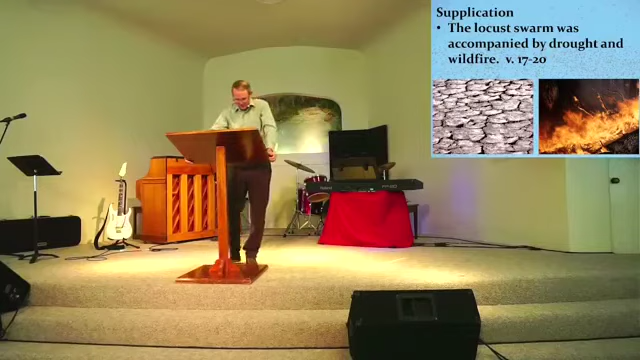 Supplication
• The locust swarm was
accompanied by drought and
wildfire. v. 17-20